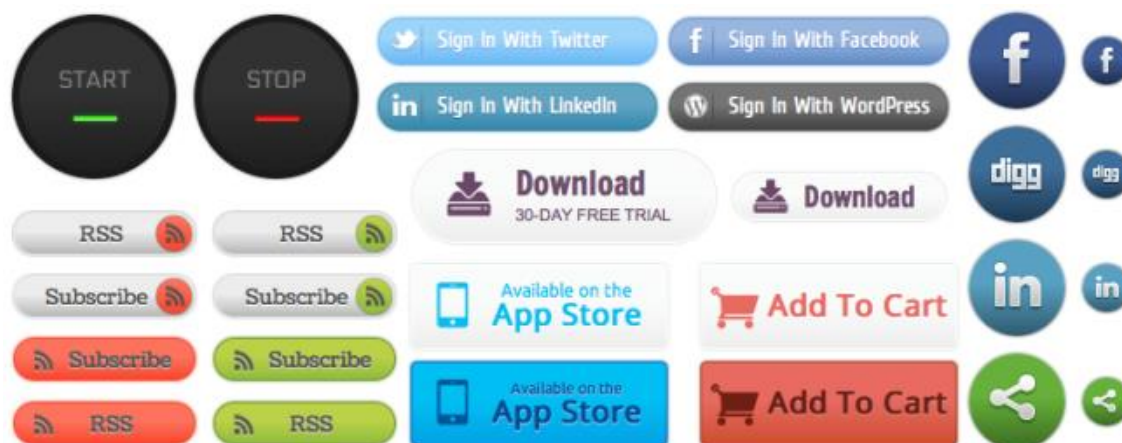 START
STOP
Sign In With Twitter
f Sign In With Facebook
in Sign In With LinkedIn
Sign In With WordPress
Download
30-DAY FREE TRIAL
Download
RSS
RSS
Subscribe
Subscribe
Subscribe
Subscribe
RSS
RSS
Available on the
App Store
Add To Cart
Available on the
App Store
Add To Cart
f
f
digg
digg
in
in